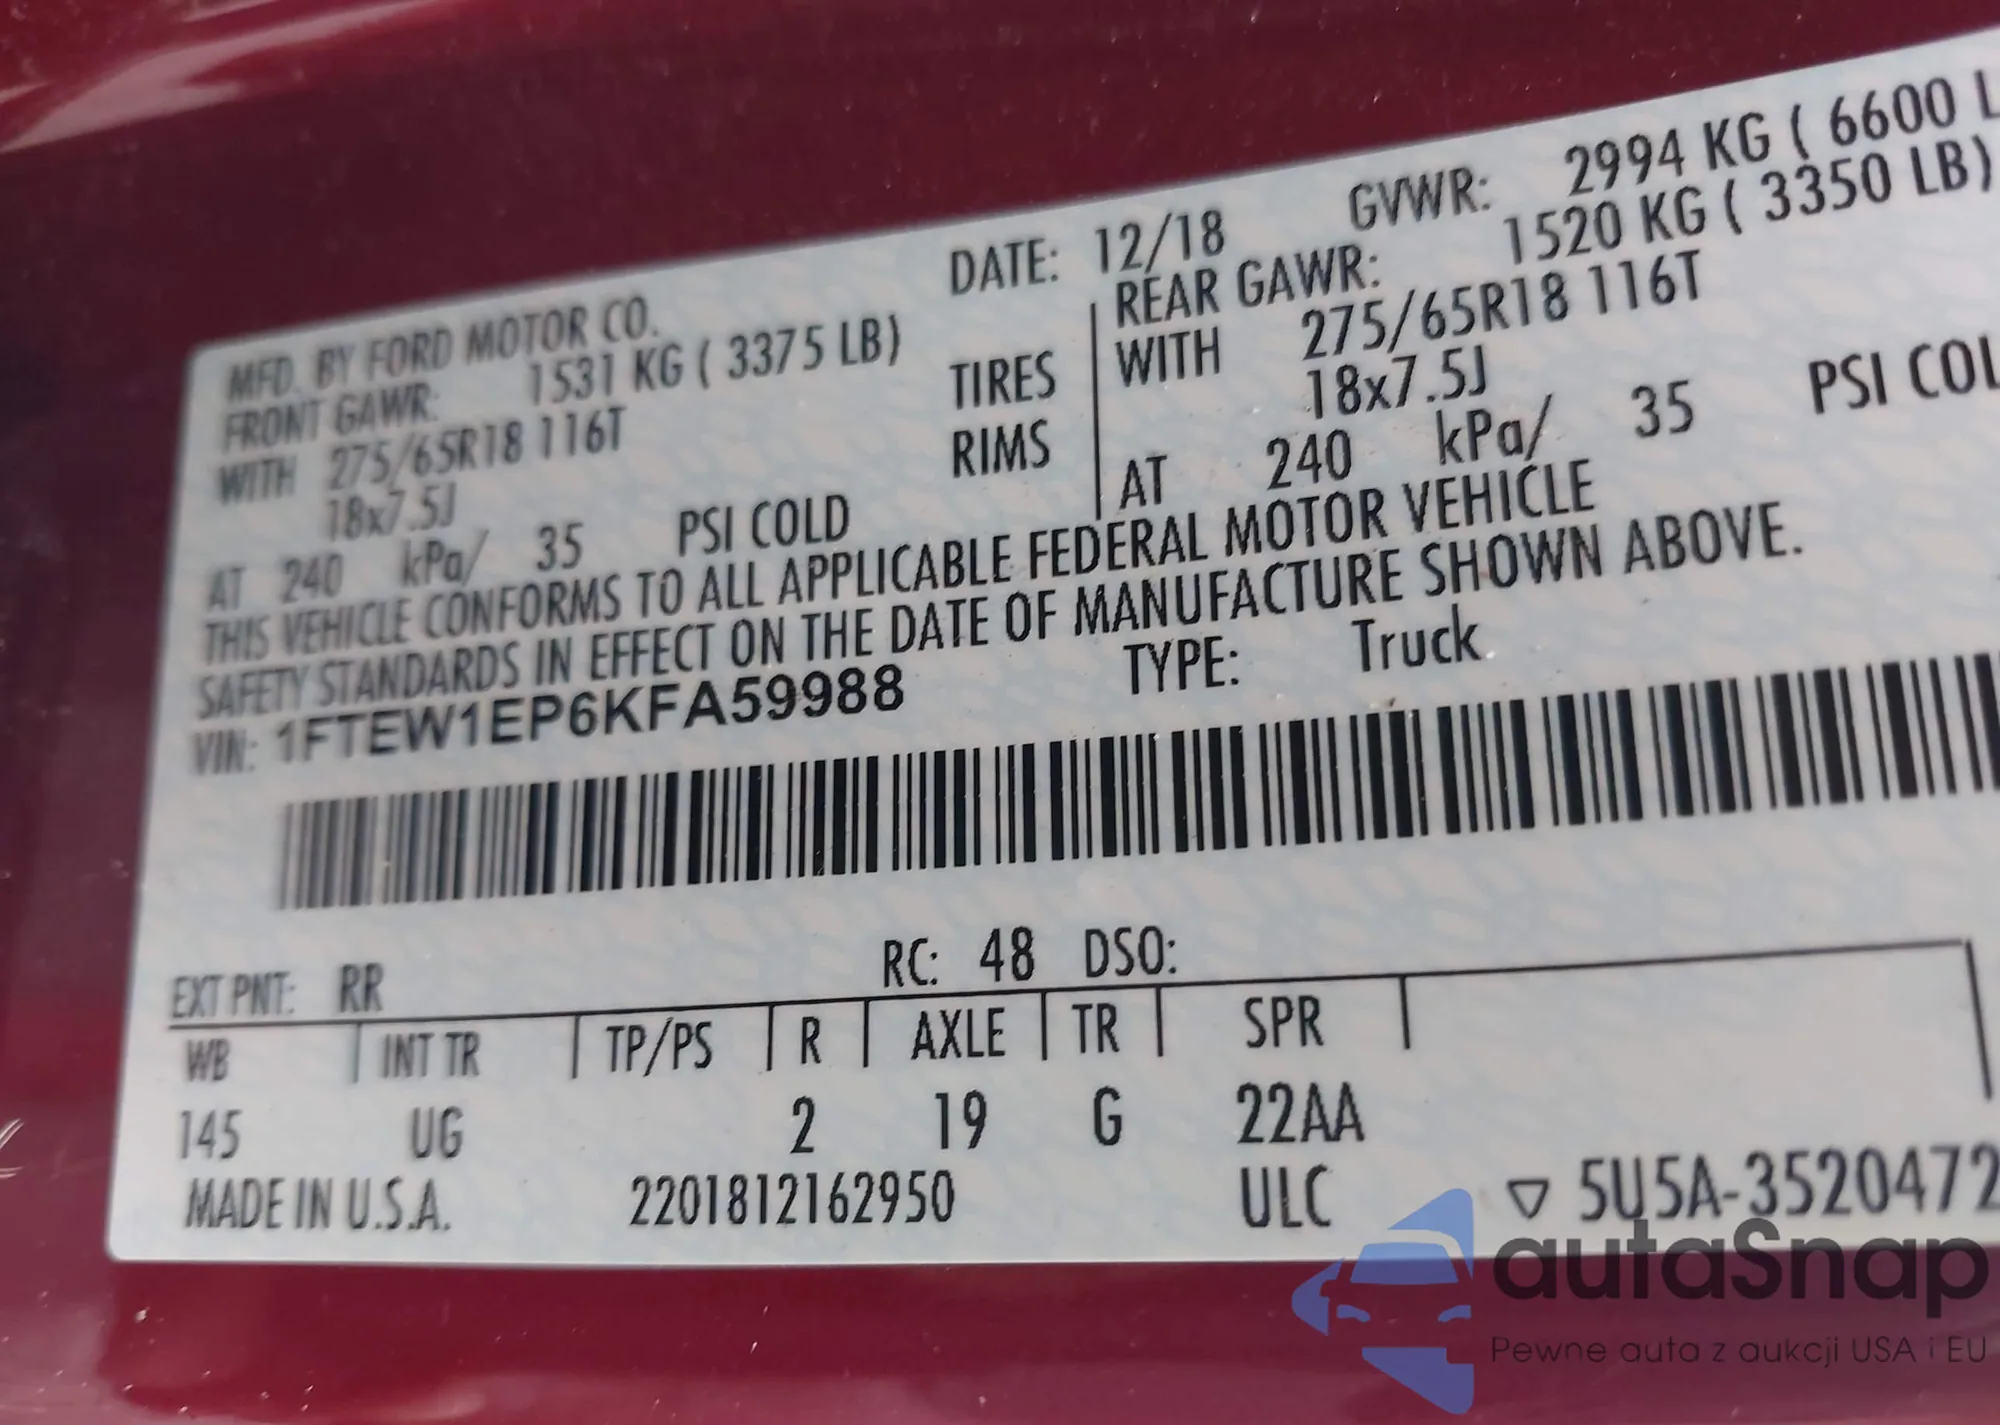 MFD. BY FORD MOTOR CO. DATE: 12/18 GVWR: 2994 KG ( 6600 L
FRONT GAWR: 1531 KG ( 3375 LB) REAR GAWR: 1520 KG ( 3350 LB)
WITH 275/65R18 116T TIRES WITH 275/65R18 116T
18x7.5J RIMS 18x7.5J
AT 240 kPa/ 35 PSI COLD AT 240 kPa/ 35 PSI COL
THIS VEHICLE CONFORMS TO ALL APPLICABLE FEDERAL MOTOR VEHICLE
SAFETY STANDARDS IN EFFECT ON THE DATE OF MANUFACTURE SHOWN ABOVE.
VIN: 1FTEW1EP6KFA59988 TYPE: Truck
EXT PNT: RR RC: 48 DSO:
WB INT TR TP/PS R AXLE TR SPR
145 UG 2 19 G 22AA
MADE IN U.S.A. 2201812162950 ULC ▽ 5U5A-3520472
autaSnap
Pewne auta z aukcji USA i EU